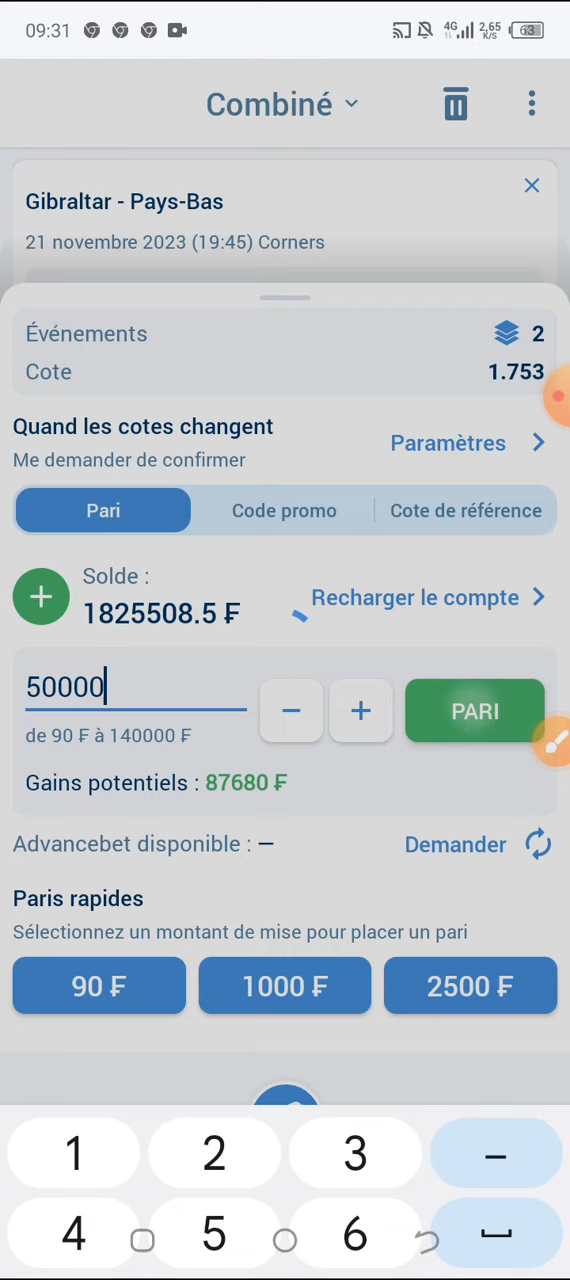 09:31 4G 2,65 K/S 63
Combiné
Gibraltar - Pays-Bas
21 novembre 2023 (19:45) Corners
Événements 2
Cote 1.753
Quand les cotes changent
Me demander de confirmer
Paramètres
Pari Code promo Cote de référence
Solde :
1825508.5 ₣
Recharger le compte
50000
− + PARI
de 90 ₣ à 140000 ₣
Gains potentiels : 87680 ₣
Advancebet disponible : — Demander
Paris rapides
Sélectionnez un montant de mise pour placer un pari
90 ₣ 1000 ₣ 2500 ₣
1 2 3 –
4 5 6